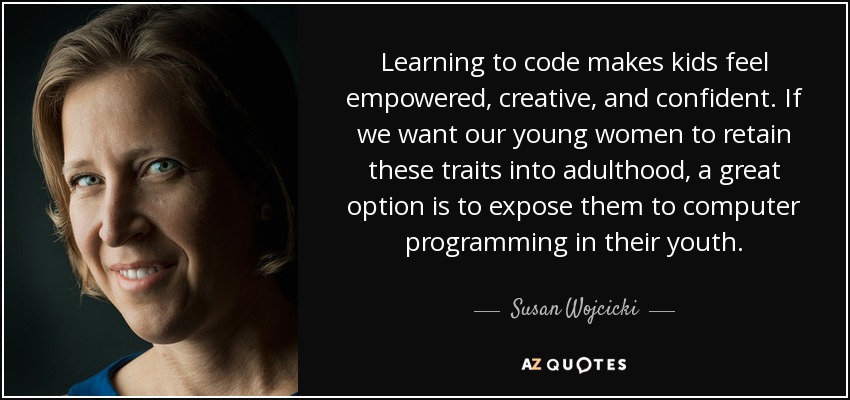 Learning to code makes kids feel
empowered, creative, and confident. If
we want our young women to retain
these traits into adulthood, a great
option is to expose them to computer
programming in their youth.
Susan Wojcicki
AZ QUOTES